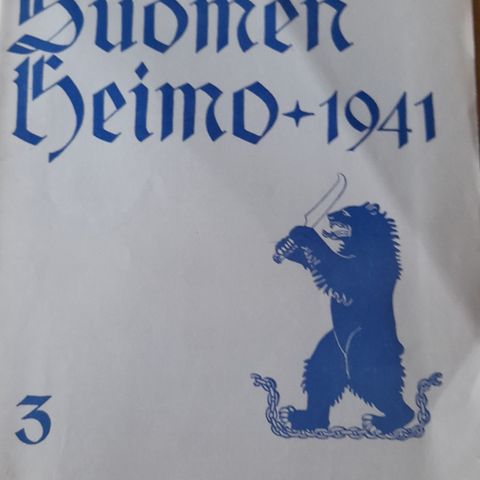 Suomen
Heimo + 1941
3